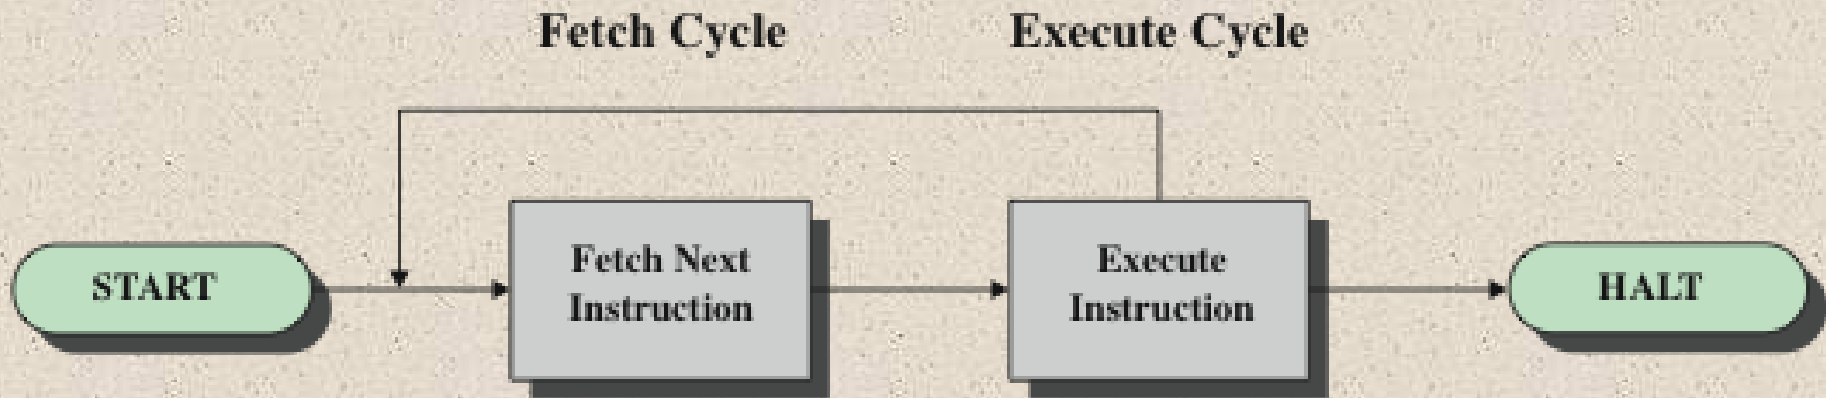 Fetch Cycle
Execute Cycle
START
Fetch Next
Instruction
Execute
Instruction
HALT